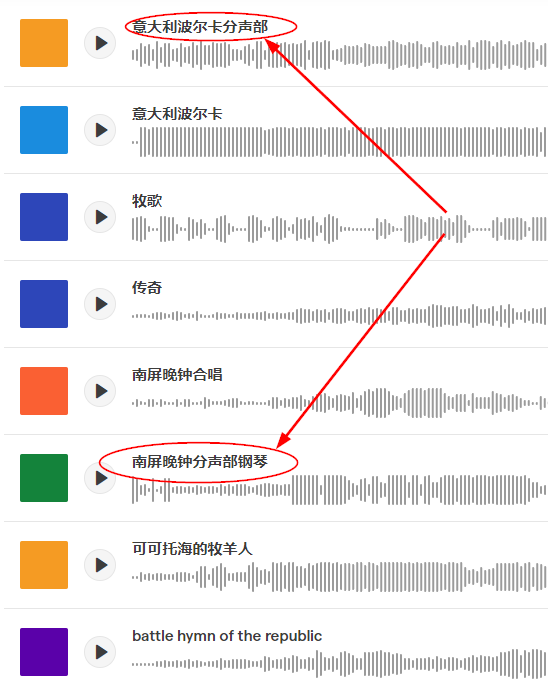 意大利波尔卡分声部
意大利波尔卡
牧歌
传奇
南屏晚钟合唱
南屏晚钟分声部钢琴
可可托海的牧羊人
battle hymn of the republic